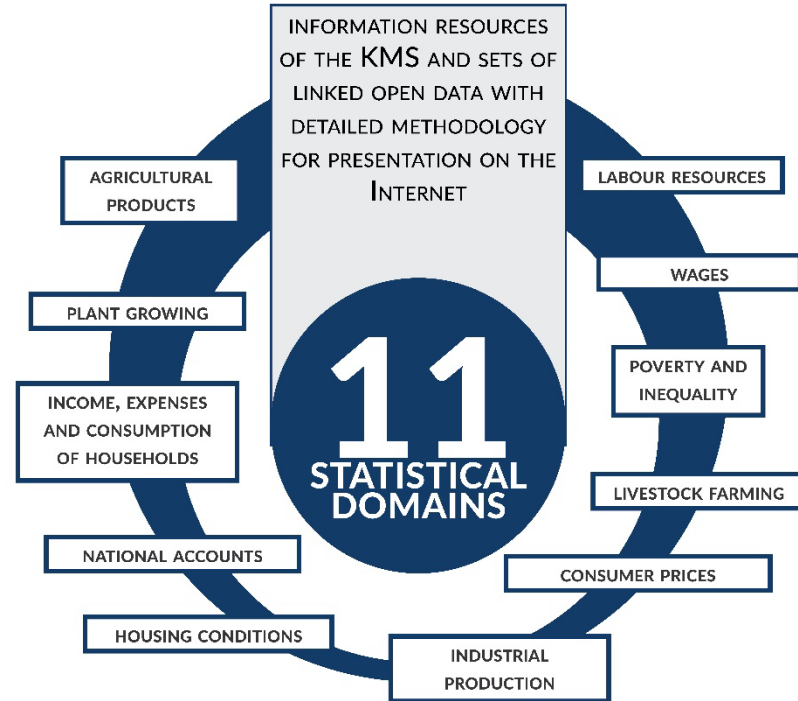 INFORMATION RESOURCES
OF THE KMS AND SETS OF
LINKED OPEN DATA WITH
DETAILED METHODOLOGY
FOR PRESENTATION ON THE
INTERNET
AGRICULTURAL
PRODUCTS
PLANT GROWING
INCOME, EXPENSES
AND CONSUMPTION
OF HOUSEHOLDS
NATIONAL ACCOUNTS
HOUSING CONDITIONS
11
STATISTICAL
DOMAINS
LABOUR RESOURCES
WAGES
POVERTY AND
INEQUALITY
LIVESTOCK FARMING
CONSUMER PRICES
INDUSTRIAL
PRODUCTION